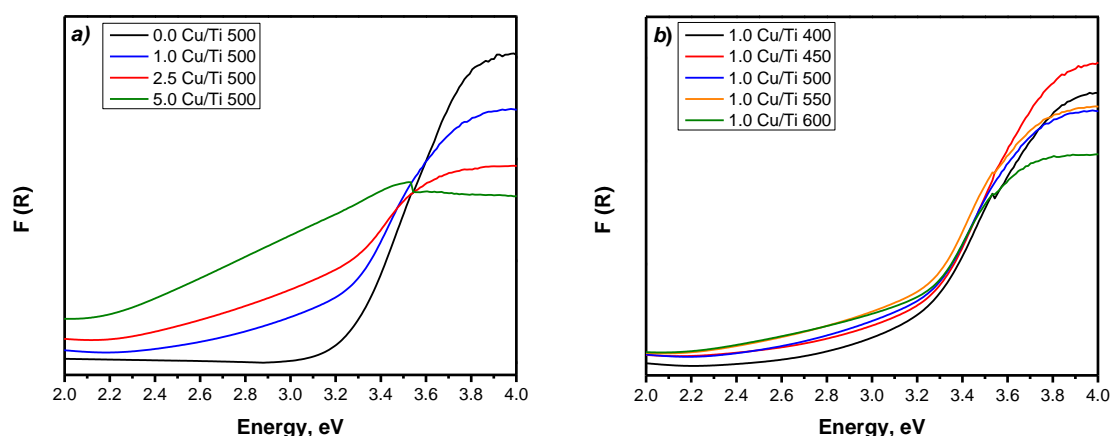 a)
0.0 Cu/Ti 500
1.0 Cu/Ti 500
2.5 Cu/Ti 500
5.0 Cu/Ti 500
F (R)
2.0 2.2 2.4 2.6 2.8 3.0 3.2 3.4 3.6 3.8 4.0
Energy, eV
b)
1.0 Cu/Ti 400
1.0 Cu/Ti 450
1.0 Cu/Ti 500
1.0 Cu/Ti 550
1.0 Cu/Ti 600
F (R)
2.0 2.2 2.4 2.6 2.8 3.0 3.2 3.4 3.6 3.8 4.0
Energy, eV